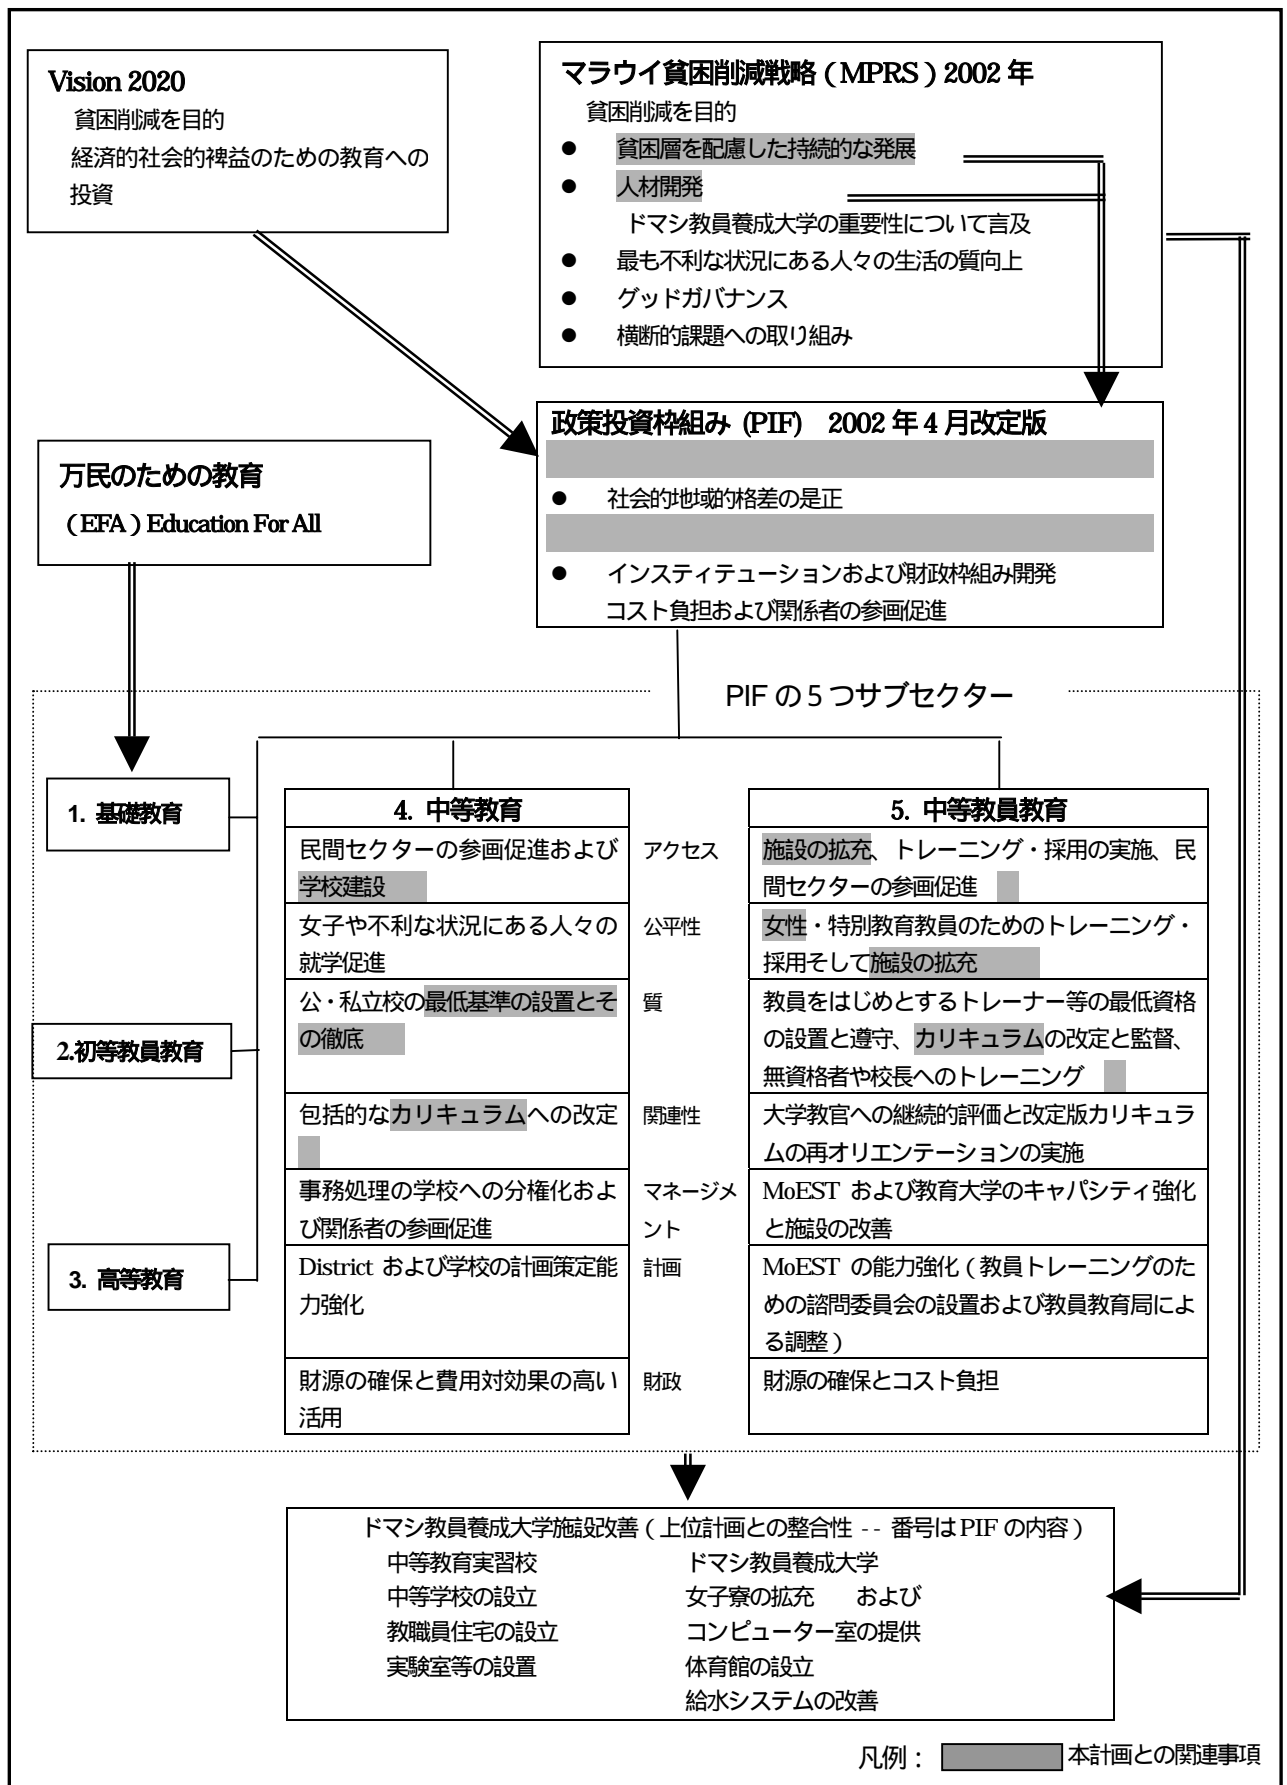 Vision 2020
貧困削減を目的
経済的社会的裨益のための教育への
投資
マラウイ貧困削減戦略（MPRS）2002 年
貧困削減を目的
● 貧困層を配慮した持続的な発展
● 人材開発
ドマシ教員養成大学の重要性について言及
● 最も不利な状況にある人々の生活の質向上
● グッドガバナンス
● 横断的課題への取り組み
政策投資枠組み (PIF) 2002 年 4 月改定版
● 社会的地域的格差の是正
● インスティテューションおよび財政枠組み開発
コスト負担および関係者の参画促進
万民のための教育
（EFA）Education For All
PIF の 5 つサブセクター
1. 基礎教育
2.初等教員教育
3. 高等教育
4. 中等教育
民間セクターの参画促進および
学校建設
女子や不利な状況にある人々の
就学促進
公・私立校の最低基準の設置とそ
の徹底
包括的なカリキュラムへの改定
事務処理の学校への分権化およ
び関係者の参画促進
District および学校の計画策定能
力強化
財源の確保と費用対効果の高い
活用
アクセス
公平性
質
関連性
マネージメ
ント
計画
財政
5. 中等教員教育
施設の拡充、トレーニング・採用の実施、民
間セクターの参画促進
女性・特別教育教員のためのトレーニング・
採用そして施設の拡充
教員をはじめとするトレーナー等の最低資格
の設置と遵守、カリキュラムの改定と監督、
無資格者や校長へのトレーニング
大学教官への継続的評価と改定版カリキュラ
ムの再オリエンテーションの実施
MoEST および教育大学のキャパシティ強化
と施設の改善
MoEST の能力強化（教員トレーニングのた
めの諮問委員会の設置および教員教育局によ
る調整）
財源の確保とコスト負担
ドマシ教員養成大学施設改善（上位計画との整合性 -- 番号は PIF の内容）
中等教育実習校
中等学校の設立
教職員住宅の設立
実験室等の設置
ドマシ教員養成大学
女子寮の拡充 および
コンピューター室の提供
体育館の設立
給水システムの改善
凡例： 本計画との関連事項